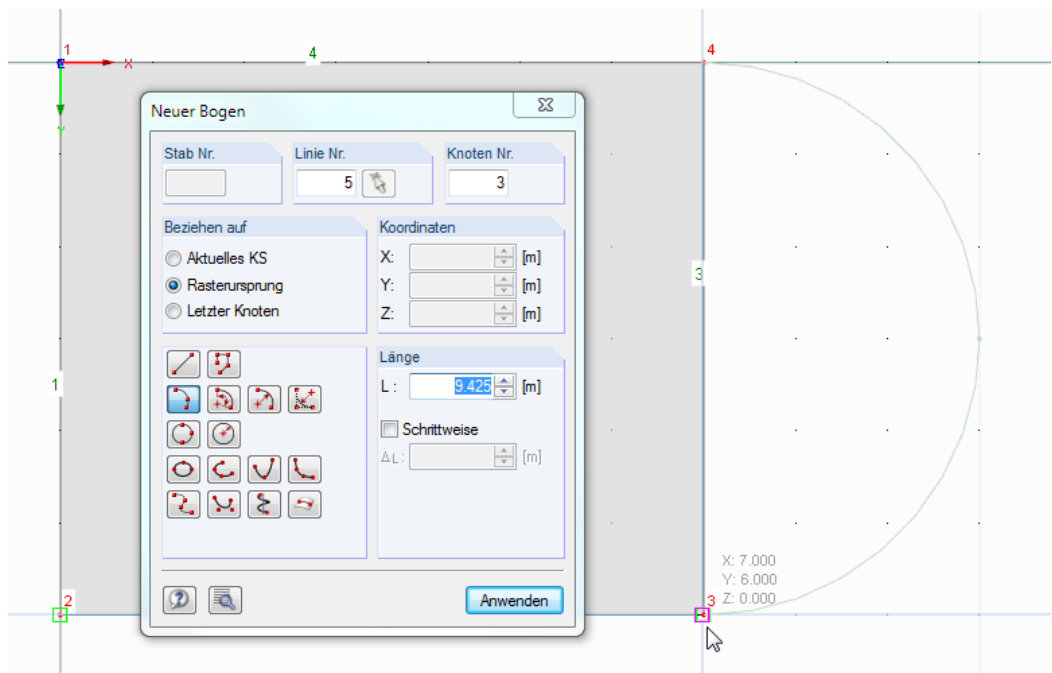 1
X
4
4
Neuer Bogen
Stab Nr.
Linie Nr.
Knoten Nr.
5
3
Beziehen auf
Koordinaten
Aktuelles KS
X:
[m]
Rasterursprung
Y:
[m]
Letzter Knoten
Z:
[m]
Y
3
1
Länge
L :
9.425
[m]
Schrittweise
ΔL:
[m]
X: 7.000
Y: 6.000
Z: 0.000
Anwenden
2
3